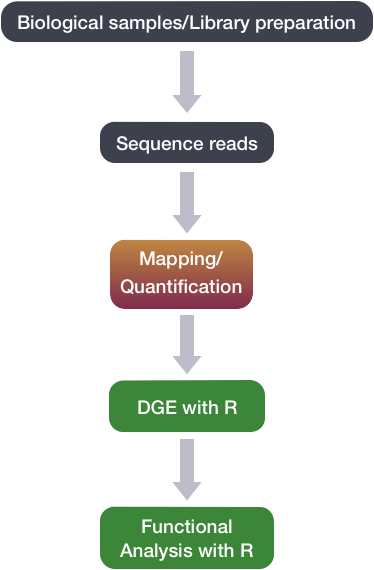 Biological samples/Library preparation
Sequence reads
Mapping/
Quantification
DGE with R
Functional
Analysis with R